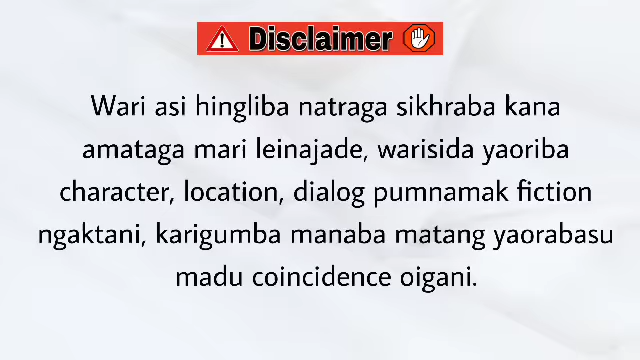 Disclaimer
Wari asi hingliba natraga sikhraba kana
amataga mari leinajade, warisida yaoriba
character, location, dialog pumnamak fiction
ngaktani, karigumba manaba matang yaorabasu
madu coincidence oigani.